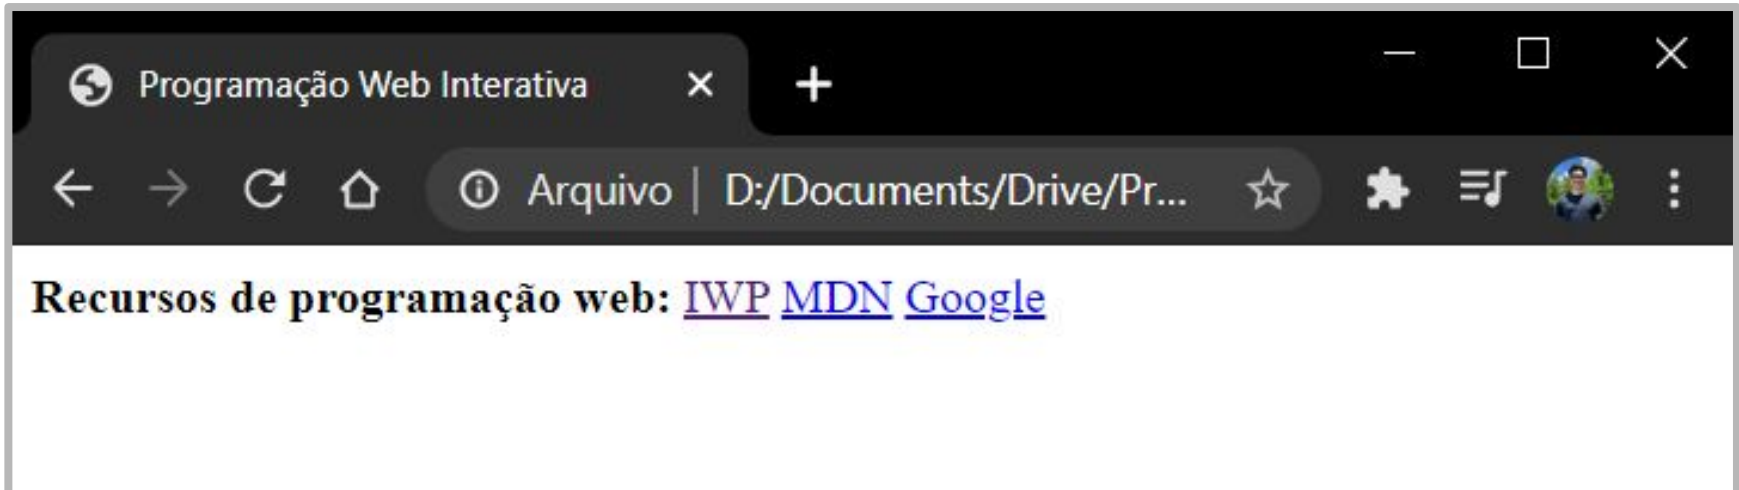 Programação Web Interativa
Arquivo | D:/Documents/Drive/Pr...
Recursos de programação web: IWP MDN Google